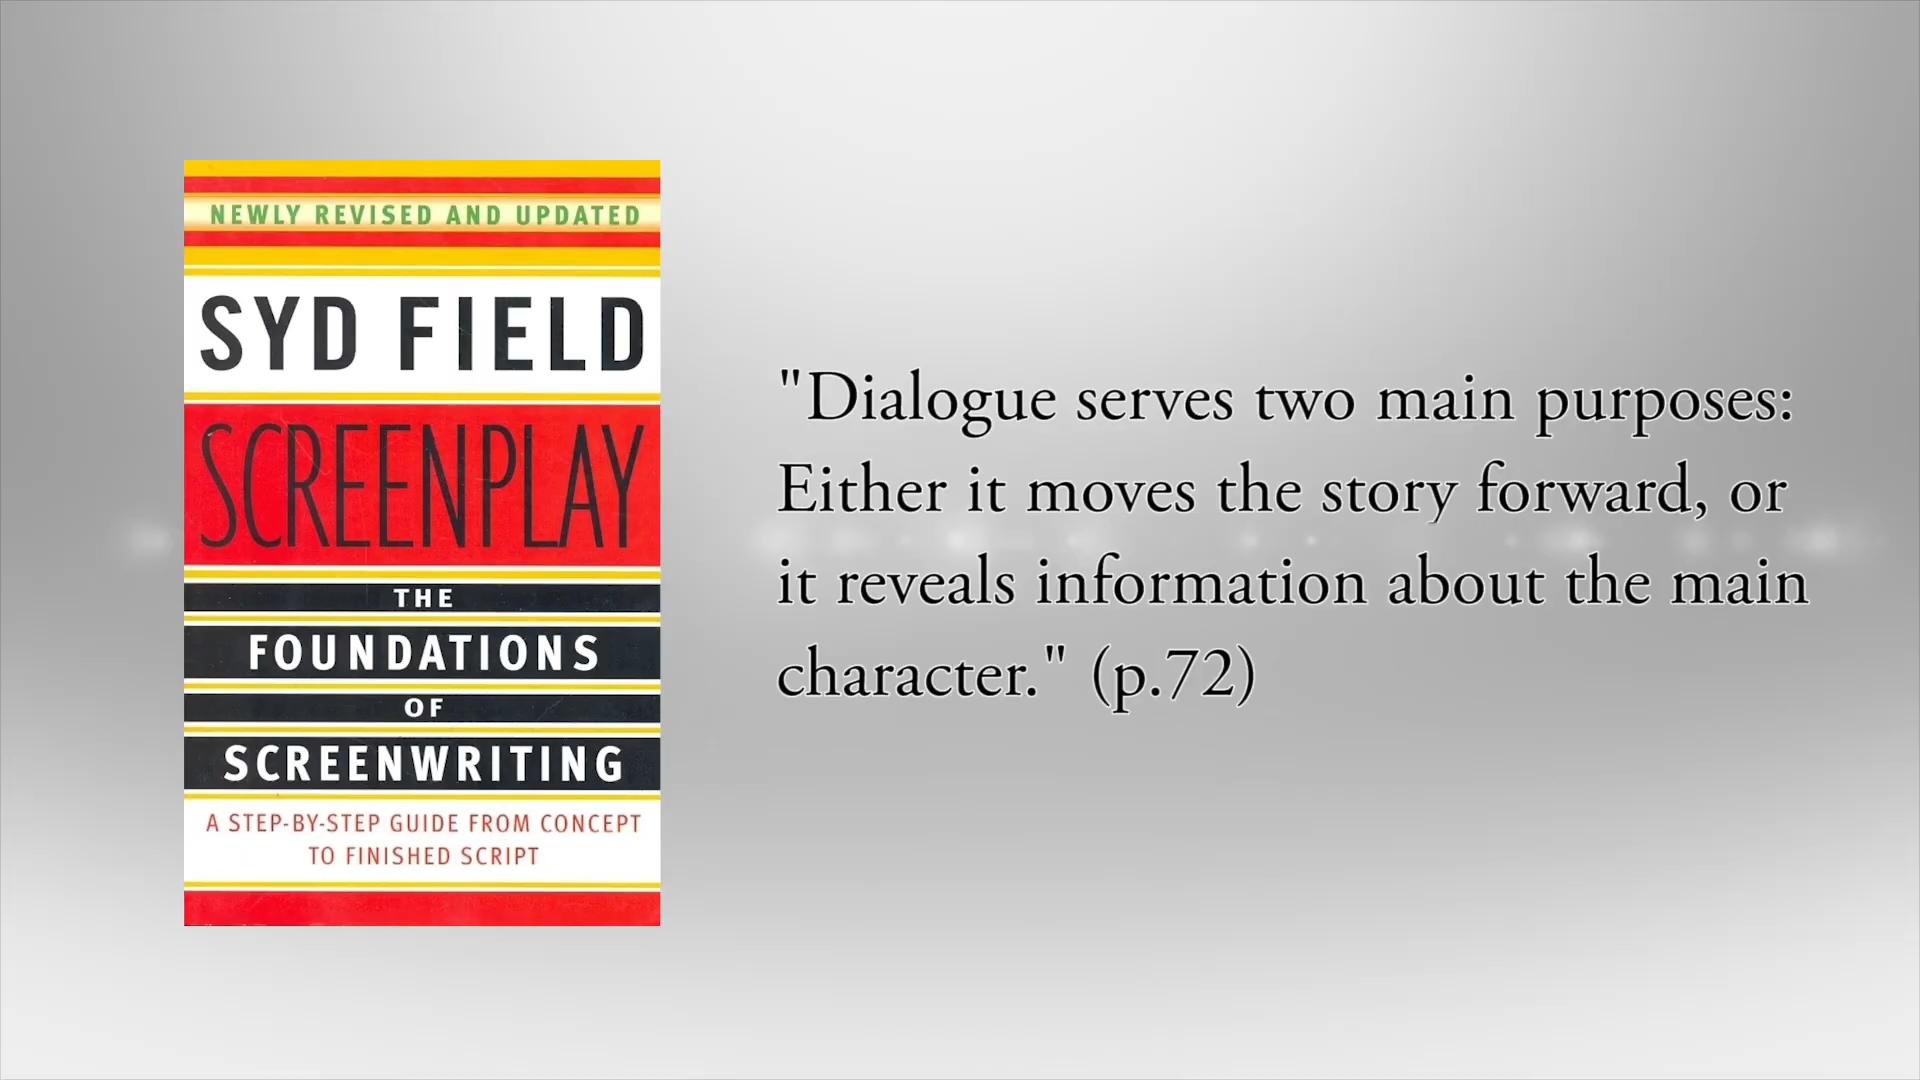 NEWLY REVISED AND UPDATED
SYD FIELD
SCREENPLAY
THE
FOUNDATIONS
OF
SCREENWRITING
A STEP-BY-STEP GUIDE FROM CONCEPT
TO FINISHED SCRIPT
"Dialogue serves two main purposes:
Either it moves the story forward, or
it reveals information about the main
character." (p.72)